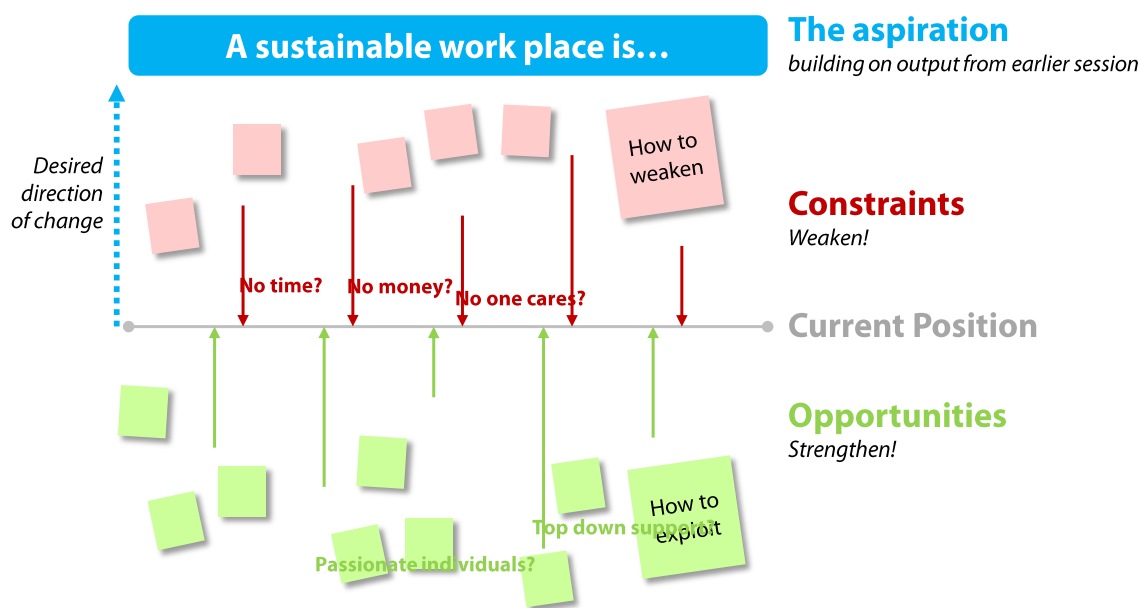 A sustainable work place is...
The aspiration
building on output from earlier session
Desired
direction
of change
How to
weaken
Constraints
Weaken!
No time?
No money?
No one cares?
Current Position
Opportunities
Strengthen!
How to
exploit
Top down support?
Passionate individuals?